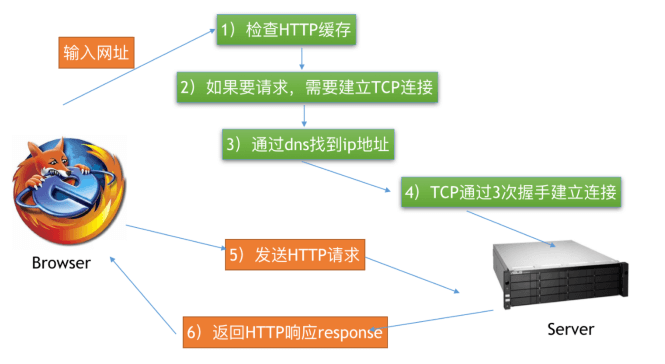 输入网址
1）检查HTTP缓存
2）如果要请求，需要建立TCP连接
3）通过dns找到ip地址
4）TCP通过3次握手建立连接
5）发送HTTP请求
6）返回HTTP响应response
Browser
Server